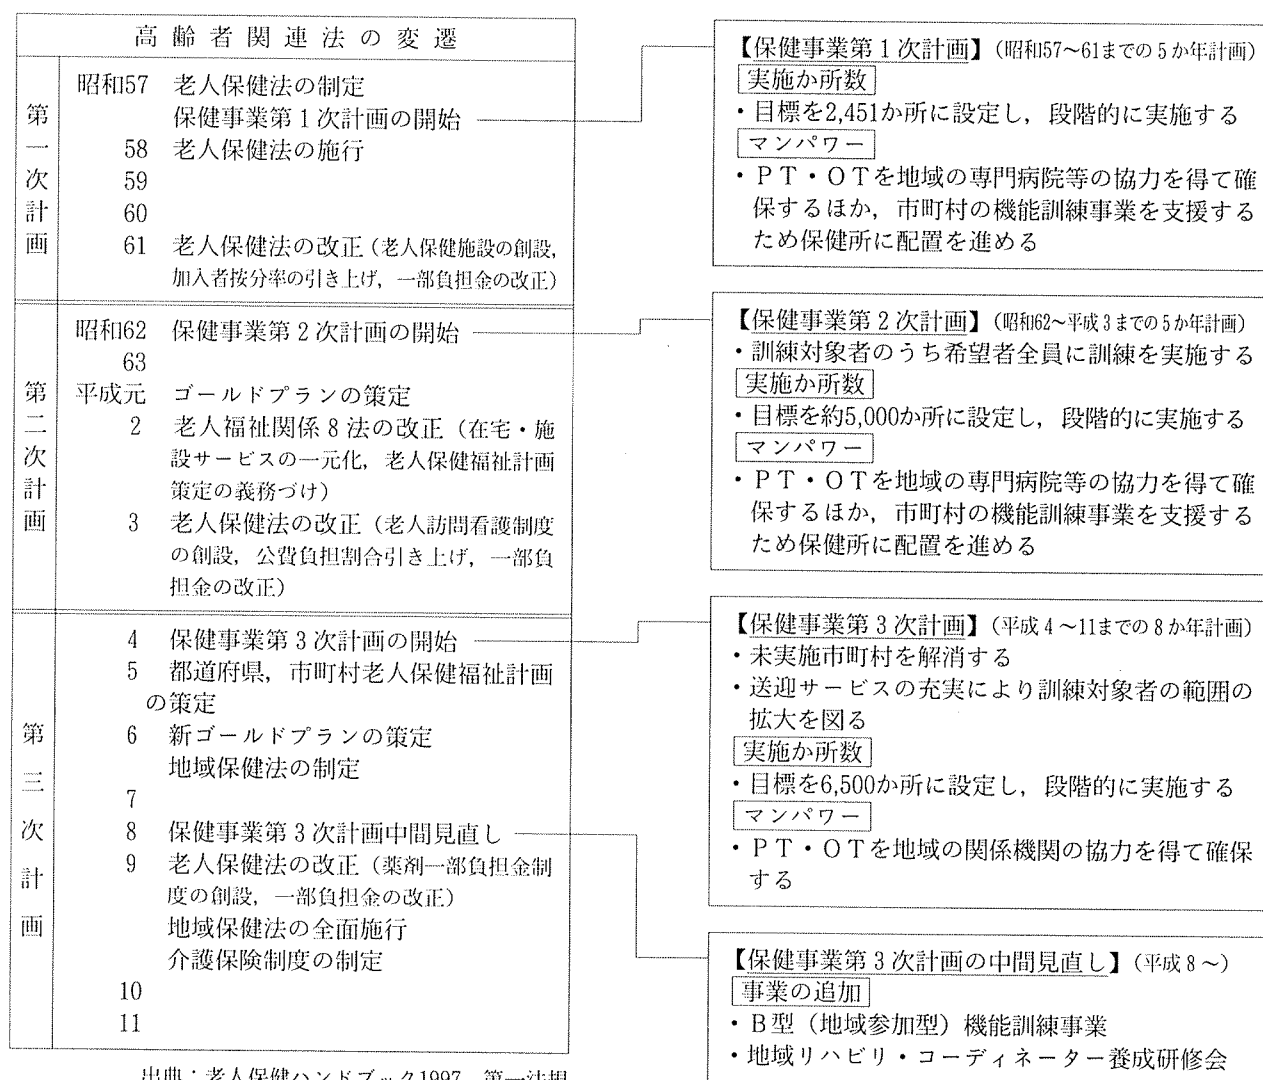 高齢者関連法の変遷
第一次計画
昭和57 老人保健法の制定
保健事業第1次計画の開始
58 老人保健法の施行
59
60
61 老人保健法の改正（老人保健施設の創設,
加入者按分率の引き上げ, 一部負担金の改正）
第二次計画
昭和62 保健事業第2次計画の開始
63
平成元 ゴールドプランの策定
2 老人福祉関係8法の改正（在宅・施
設サービスの一元化, 老人保健福祉計画
策定の義務づけ）
3 老人保健法の改正（老人訪問看護制度
の創設, 公費負担割合引き上げ, 一部負
担金の改正）
第三次計画
4 保健事業第3次計画の開始
5 都道府県, 市町村老人保健福祉計画
の策定
6 新ゴールドプランの策定
地域保健法の制定
7
8 保健事業第3次計画中間見直し
9 老人保健法の改正（薬剤一部負担金制
度の創設, 一部負担金の改正）
地域保健法の全面施行
介護保険制度の制定
10
11
出典：老人保健ハンドブック1997, 第一法規
【保健事業第1次計画】（昭和57～61までの5か年計画）
実施か所数
・目標を2,451か所に設定し, 段階的に実施する
マンパワー
・PT・OTを地域の専門病院等の協力を得て確
保するほか, 市町村の機能訓練事業を支援する
ため保健所に配置を進める
【保健事業第2次計画】（昭和62～平成3までの5か年計画）
・訓練対象者のうち希望者全員に訓練を実施する
実施か所数
・目標を約5,000か所に設定し, 段階的に実施する
マンパワー
・PT・OTを地域の専門病院等の協力を得て確
保するほか, 市町村の機能訓練事業を支援する
ため保健所に配置を進める
【保健事業第3次計画】（平成4～11までの8か年計画）
・未実施市町村を解消する
・送迎サービスの充実により訓練対象者の範囲の
拡大を図る
実施か所数
・目標を6,500か所に設定し, 段階的に実施する
マンパワー
・PT・OTを地域の関係機関の協力を得て確保
する
【保健事業第3次計画の中間見直し】（平成8～）
事業の追加
・B型（地域参加型）機能訓練事業
・地域リハビリ・コーディネーター養成研修会